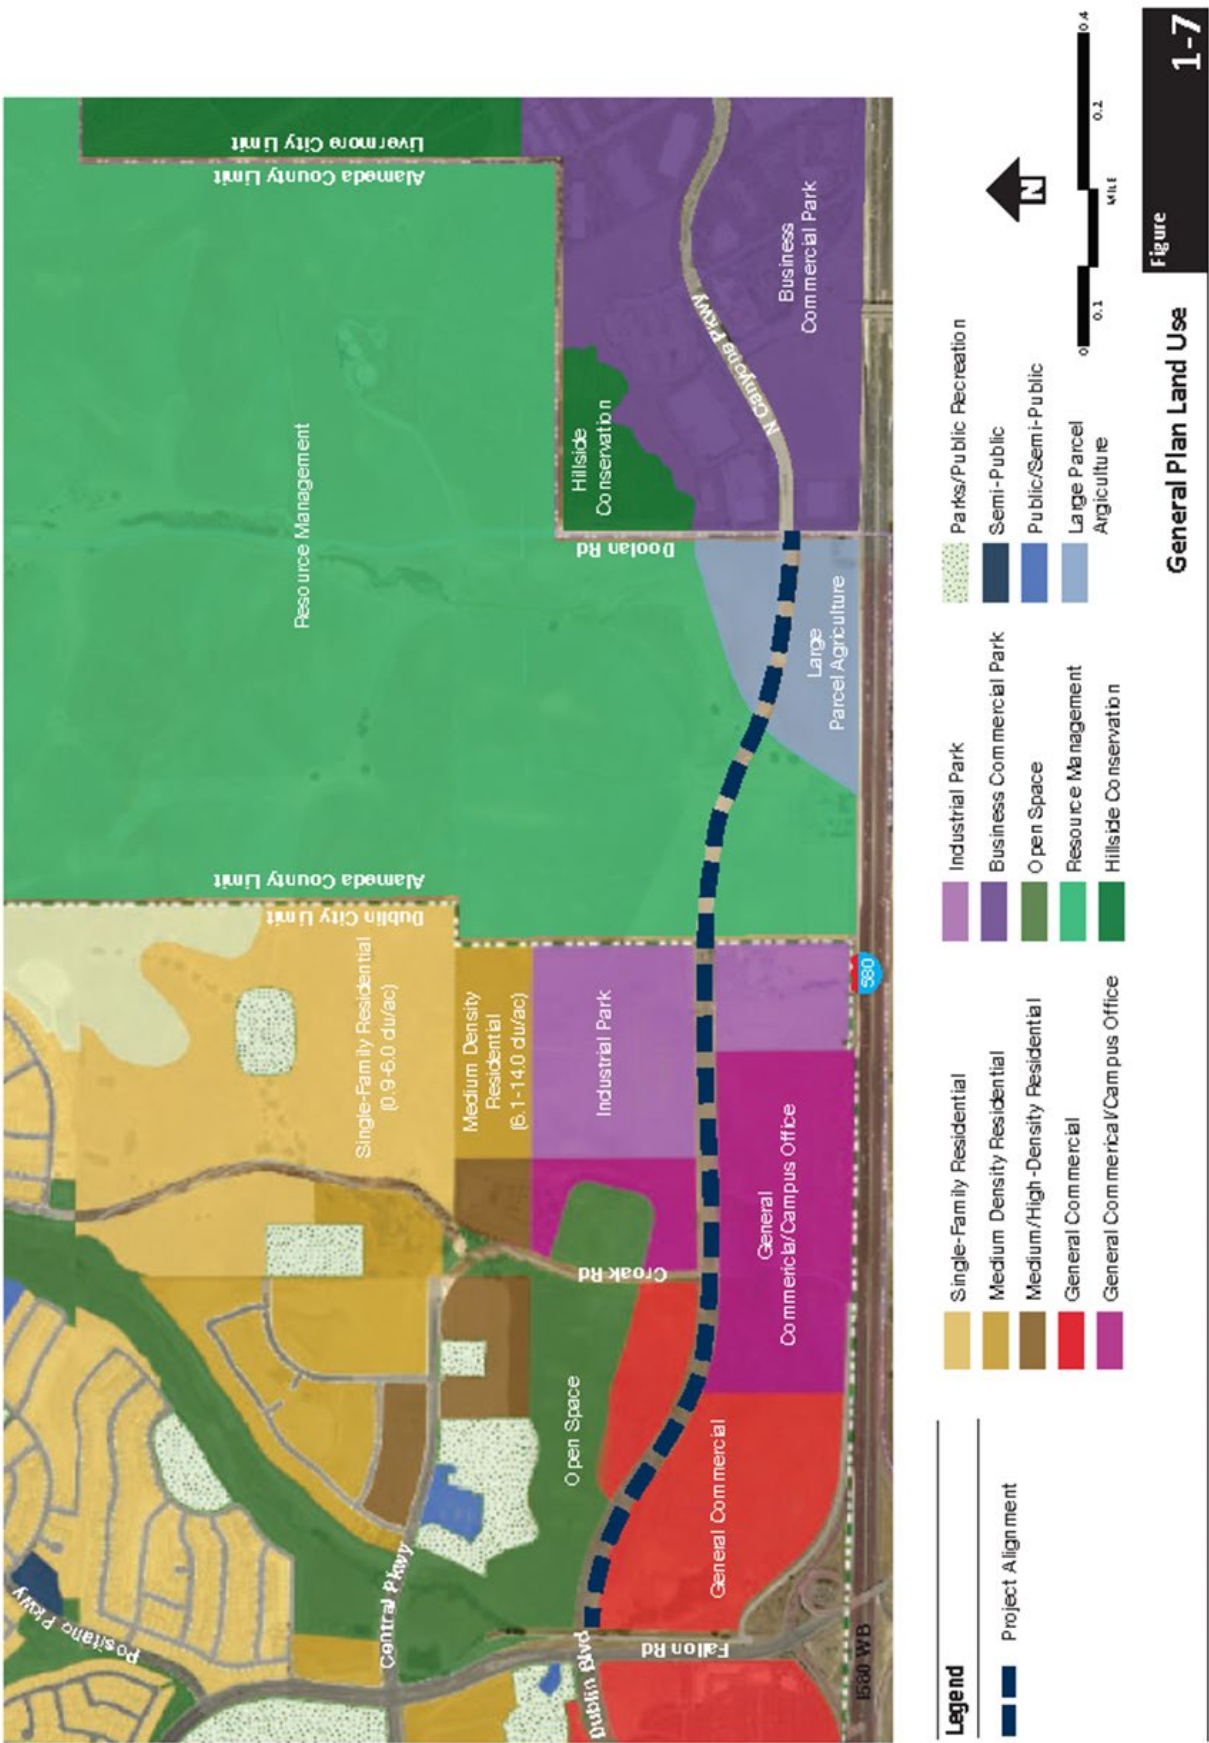 Positano Pkwy
Central Pkwy
Dublin Blvd
Fallon Rd
I580 WB
General Commercial
Open Space
Croak Rd
General
Commericla/Campus Office
Industrial Park
Medium Density
Residential
(6.1-14.0 du/ac)
Single-Family Residential
(0.9-6.0 du/ac)
Dublin City Limit
Alameda County Limit
580
Resource Management
Large
Parcel Agriculture
Doolan Rd
Hillside
Conservation
N Canyons Pkwy
Business
Commercial Park
Alameda County Limit
Livermore City Limit
Legend
Project Alignment
Single-Family Residential
Medium Density Residential
Medium/High-Density Residential
General Commercial
General Commerical/Campus Office
Industrial Park
Business Commercial Park
Open Space
Resource Management
Hillside Conservation
Parks/Public Recreation
Semi-Public
Public/Semi-Public
Large Parcel
Argiculture
N
0
0.1
0.2
0.4
MILE
Figure
1-7
General Plan Land Use